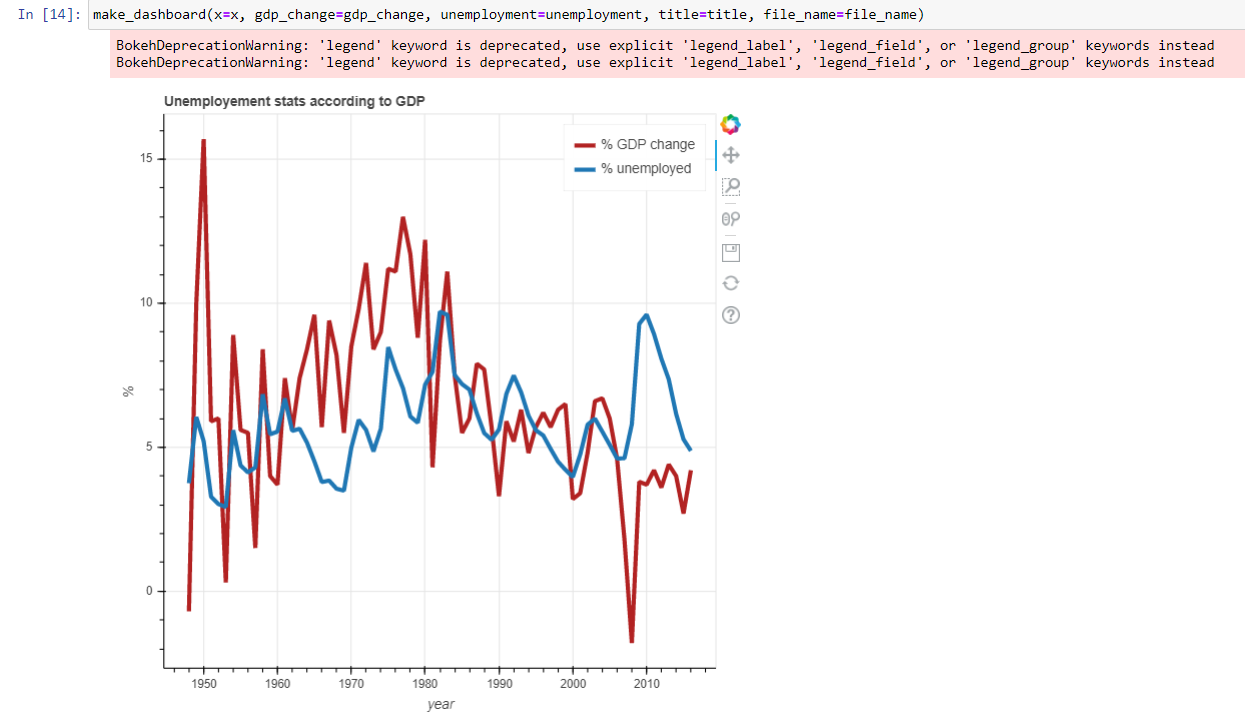 In [14]: make_dashboard(x=x, gdp_change=gdp_change, unemployment=unemployment, title=title, file_name=file_name)
BokehDeprecationWarning: 'legend' keyword is deprecated, use explicit 'legend_label', 'legend_field', or 'legend_group' keywords instead
BokehDeprecationWarning: 'legend' keyword is deprecated, use explicit 'legend_label', 'legend_field', or 'legend_group' keywords instead
Unemployement stats according to GDP
% GDP change
% unemployed
15
10
%
5
0
1950 1960 1970 1980 1990 2000 2010
year